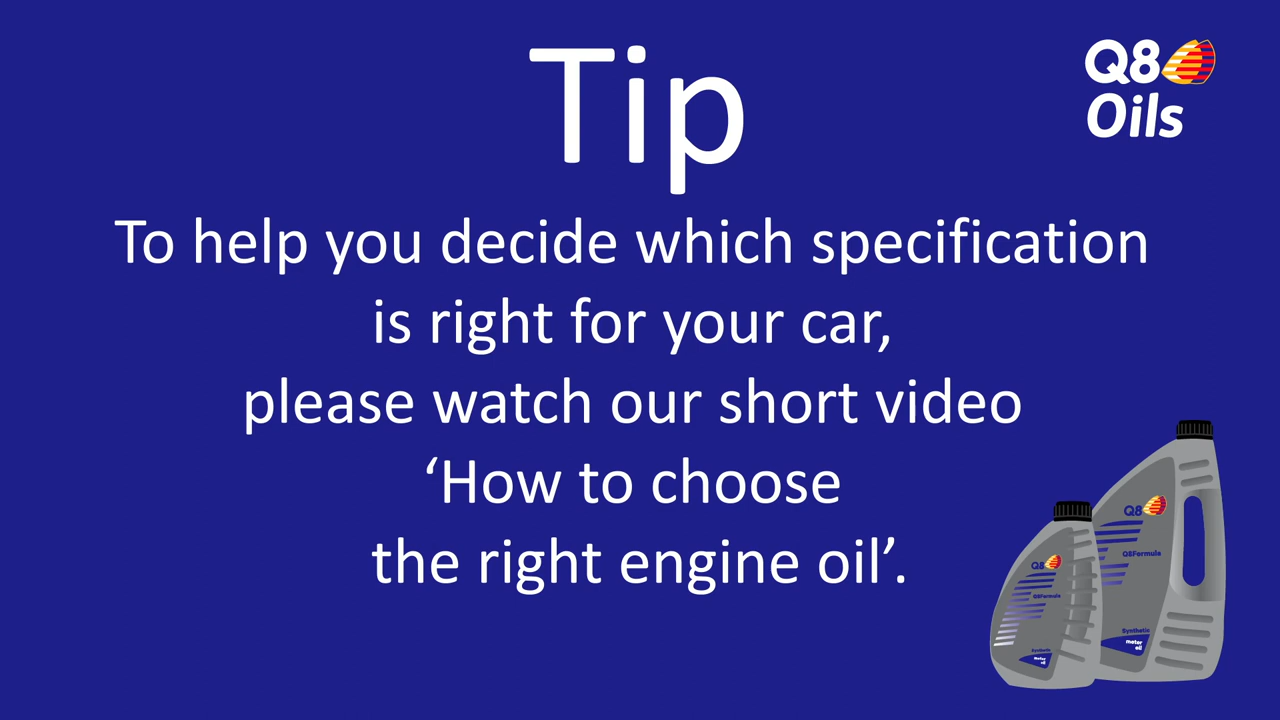 Tip
Q8
Oils
To help you decide which specification
is right for your car,
please watch our short video
‘How to choose
the right engine oil’.
Q8
Q8Formula
Synthetic
motor
oil
Q8
Q8Formula
Synthetic
motor
oil